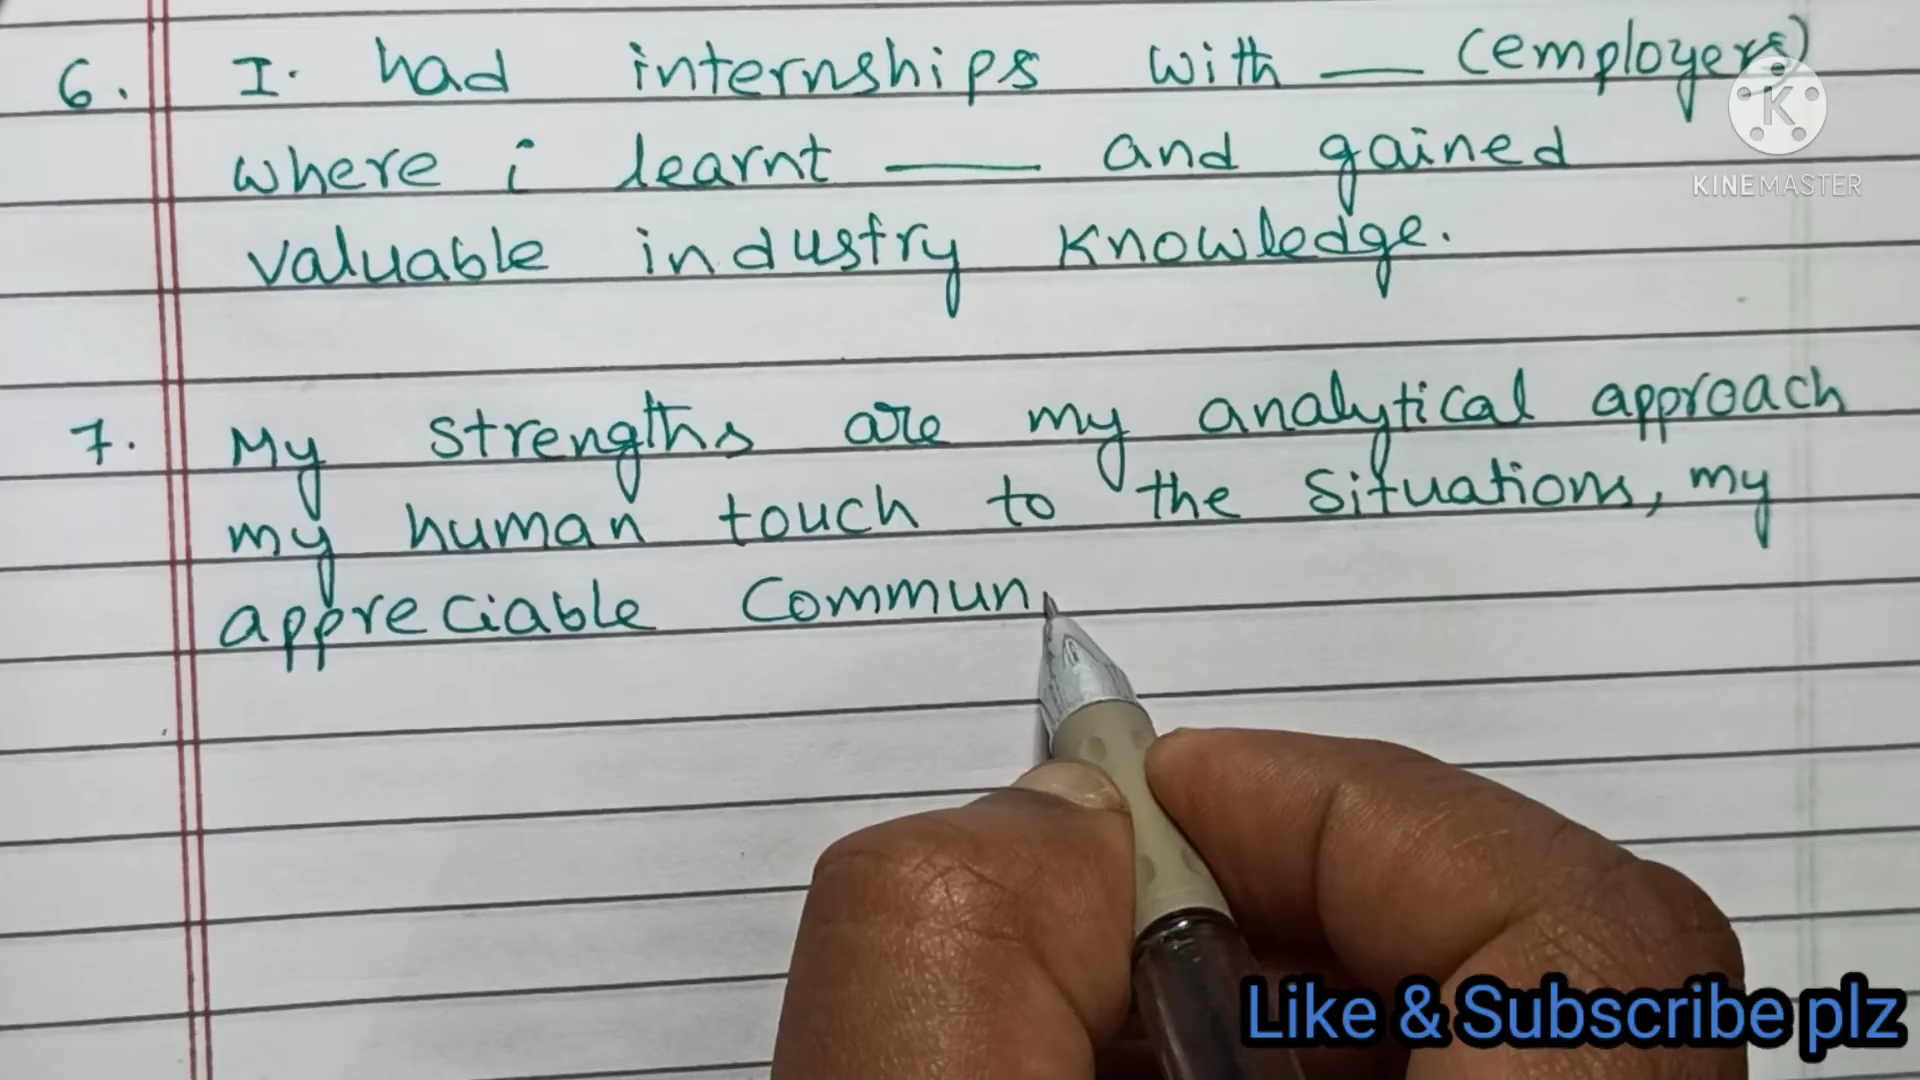 6. I. had internships with ___ (employers)
KINEMASTER
where i learnt ___ and gained
valuable industry knowledge.
7. My strengths are my analytical approach
my human touch to the situations, my
appreciable Commun
Like & Subscribe plz